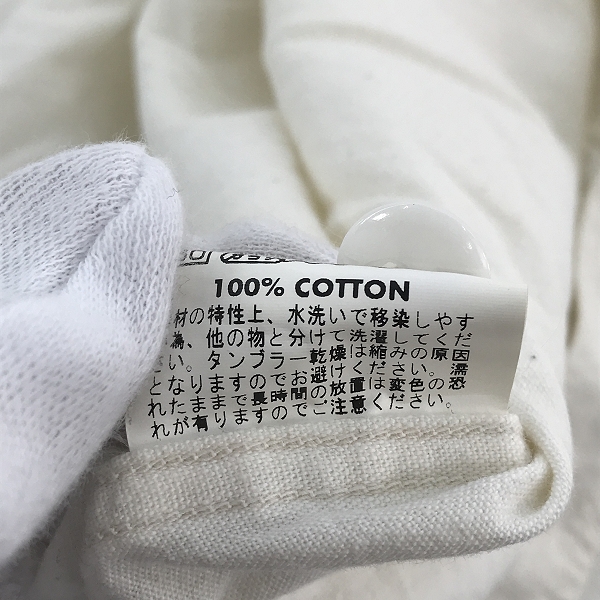 100% COTTON
材の特性上、水洗いで移染しやす
為、他の物と分けて洗濯してくだ
い。タンブラー乾燥は縮みの原因
となりますのでお避けください。濡
れたままで長時間の放置は変色の恐
れが有りますのでご注意ください。